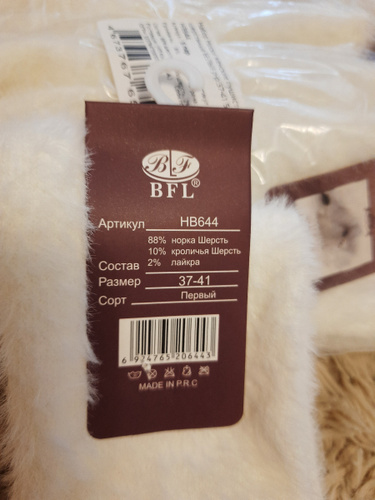 BLF
BFL®
Артикул HB644
88% норка Шерсть
10% кроличья Шерсть
Состав 2% лайкра
Размер 37-41
Сорт Первый
6 924765 206443
MADE IN P.R.C